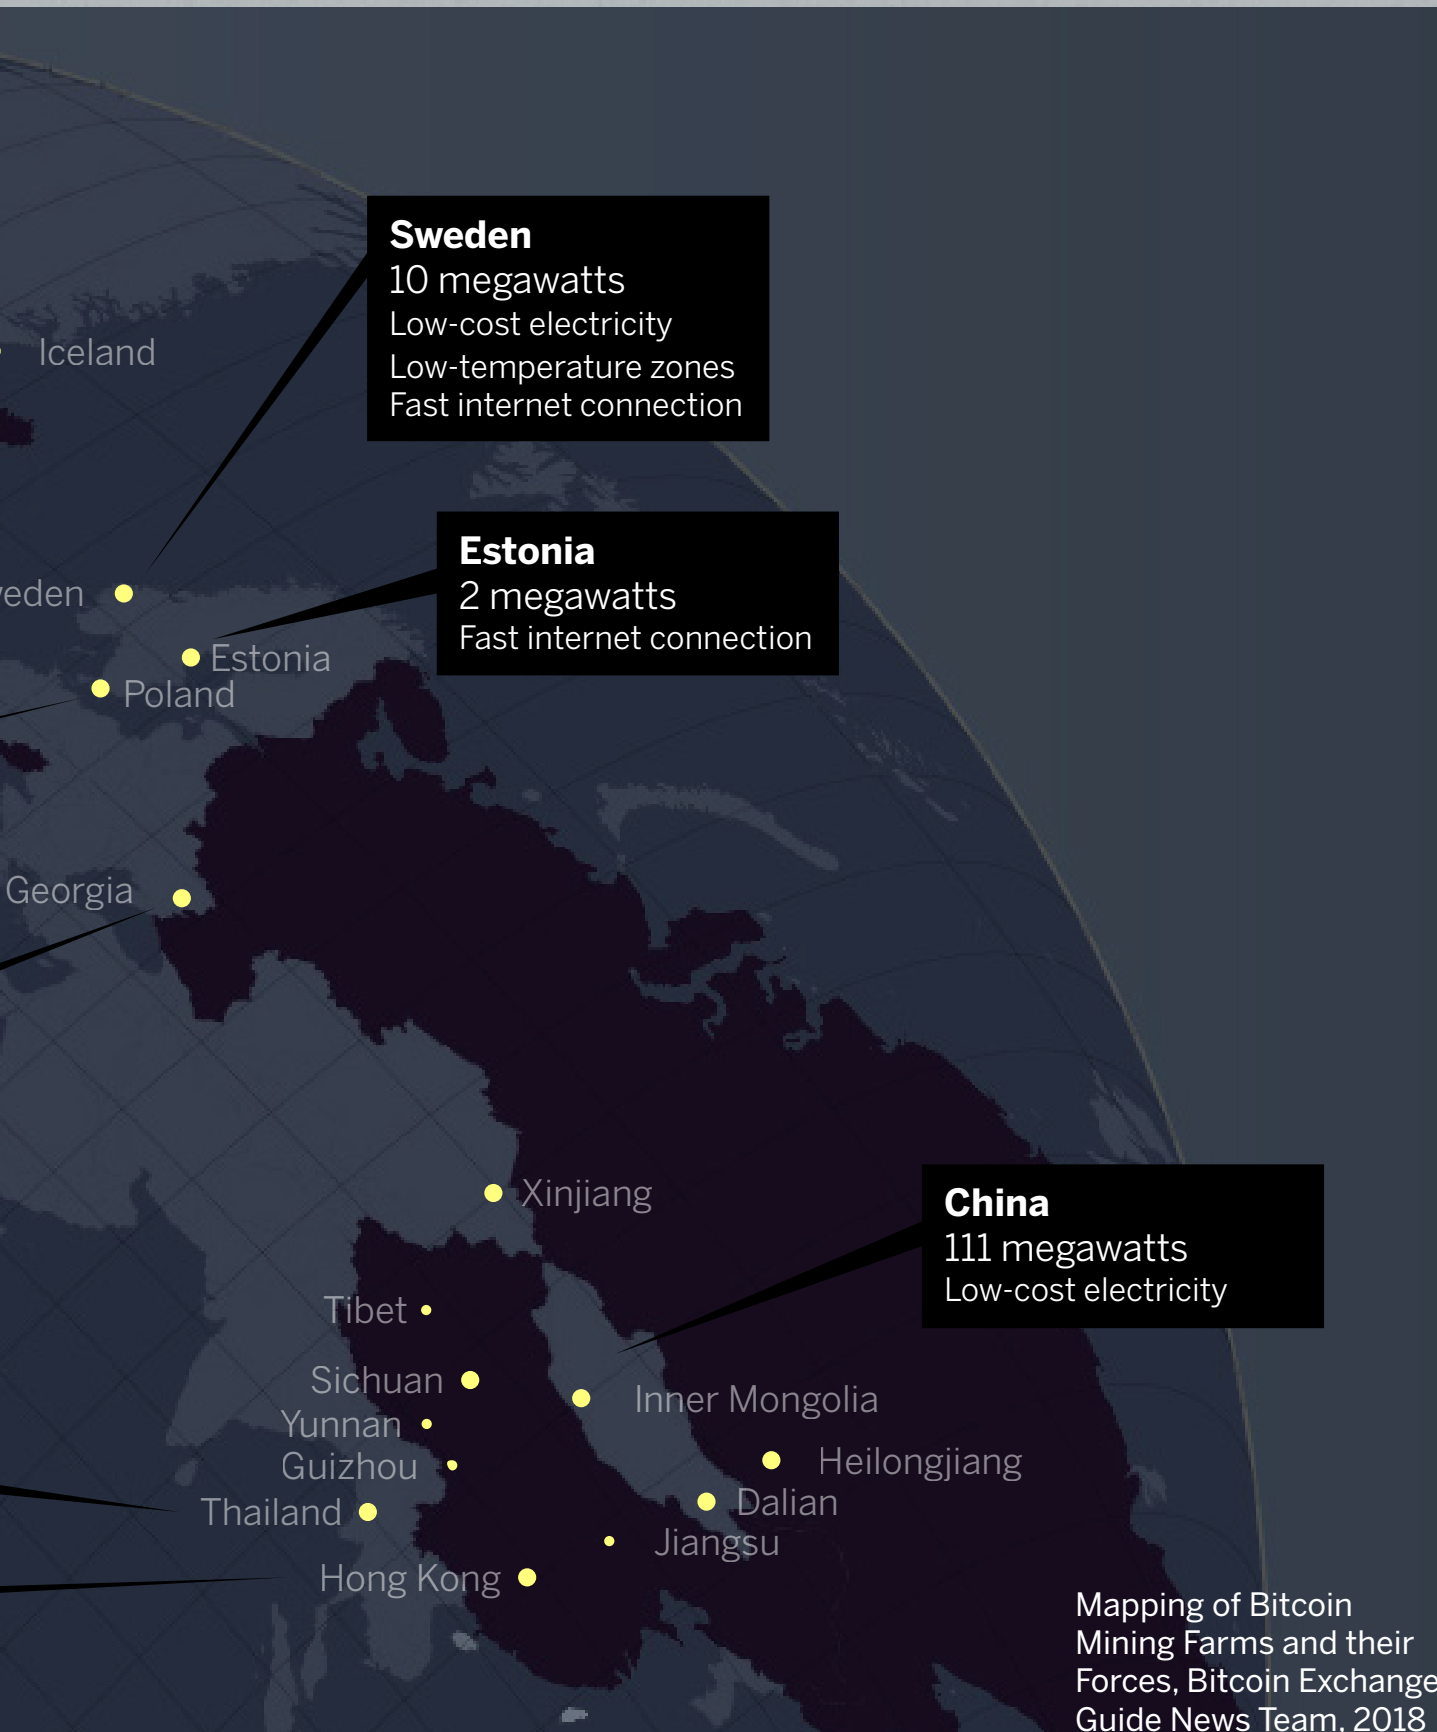 Sweden
10 megawatts
Low-cost electricity
Low-temperature zones
Fast internet connection
Iceland
Estonia
2 megawatts
Fast internet connection
Estonia
Poland
Georgia
Xinjiang
China
111 megawatts
Low-cost electricity
Tibet
Sichuan
Inner Mongolia
Yunnan
Guizhou
Heilongjiang
Dalian
Thailand
Jiangsu
Hong Kong
Mapping of Bitcoin
Mining Farms and their
Forces, Bitcoin Exchange
Guide News Team, 2018